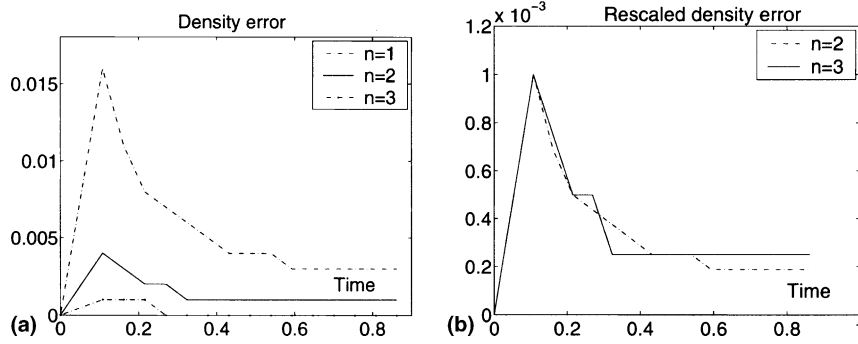 Density error
n=1
n=2
n=3
0.015
0.01
0.005
0
Time
0 0.2 0.4 0.6 0.8
(a)
x 10⁻³
Rescaled density error
1.2
n=2
n=3
1
0.8
0.6
0.4
0.2
0
Time
0 0.2 0.4 0.6 0.8
(b)